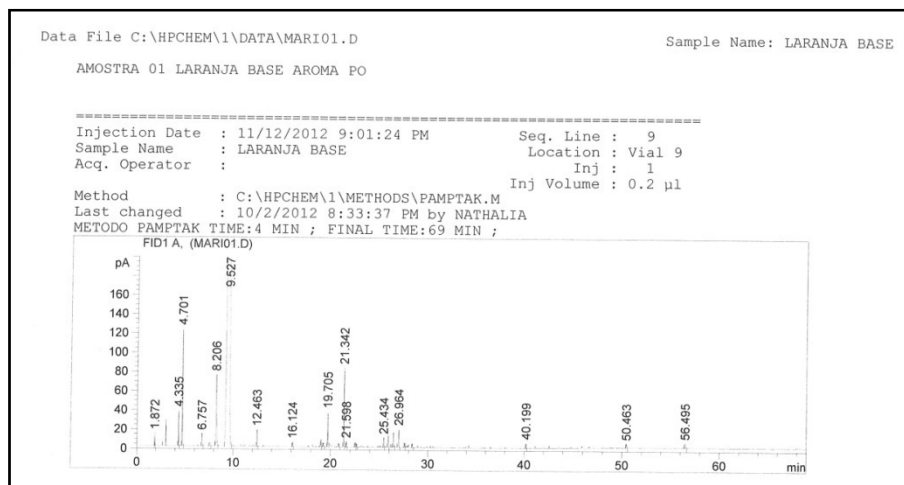 Data File C:\HPCHEM\1\DATA\MARI01.D Sample Name: LARANJA BASE
AMOSTRA 01 LARANJA BASE AROMA PO
=====================================================================
Injection Date : 11/12/2012 9:01:24 PM Seq. Line : 9
Sample Name : LARANJA BASE Location : Vial 9
Acq. Operator : Inj : 1
Inj Volume : 0.2 µl
Method : C:\HPCHEM\1\METHODS\PAMPTAK.M
Last changed : 10/2/2012 8:33:37 PM by NATHALIA
METODO PAMPTAK TIME:4 MIN ; FINAL TIME:69 MIN ;
FID1 A, (MARI01.D)
pA
160
140
120
100
80
60
40
20
0
1.872
4.335
4.701
6.757
8.206
9.527
12.463
16.124
19.705
21.342
21.598
25.434
26.964
40.199
50.463
56.495
0 10 20 30 40 50 60 min